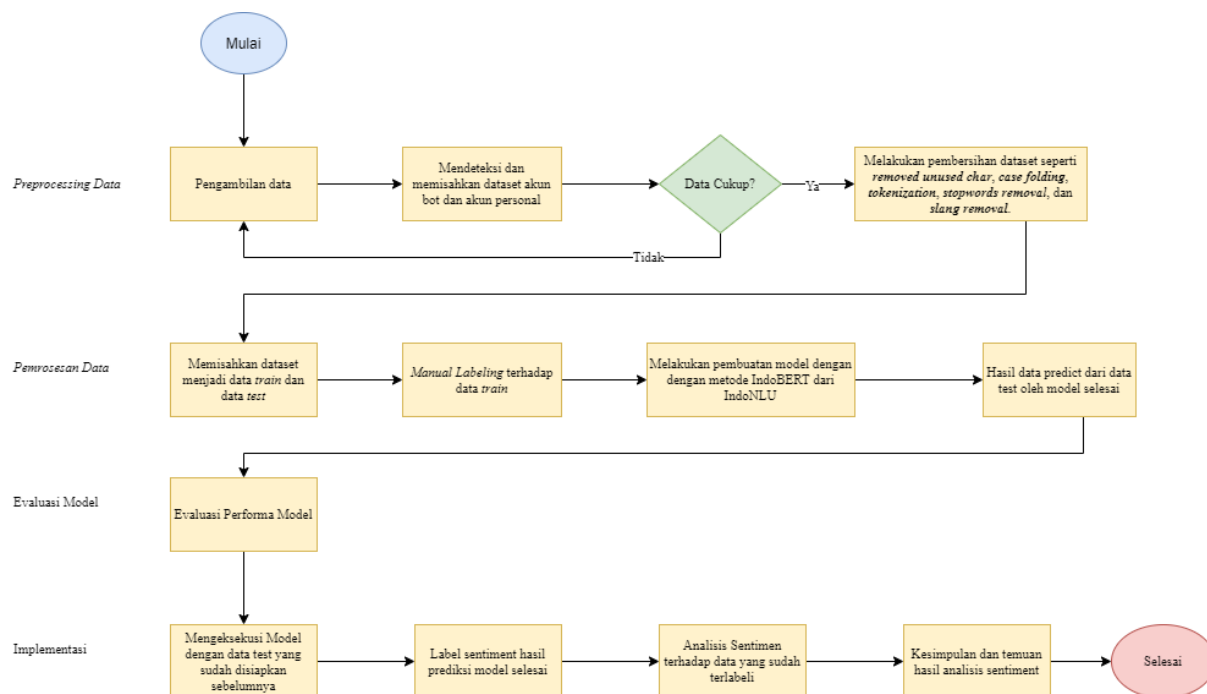 Mulai
Preprocessing Data
Pengambilan data
Mendeteksi dan
memisahkan dataset akun
bot dan akun personal
Data Cukup?
Ya
Melakukan pembersihan dataset seperti
removed unused char, case folding,
tokenization, stopwords removal, dan
slang removal.
Tidak
Pemrosesan Data
Memisahkan dataset
menjadi data train dan
data test
Manual Labeling terhadap
data train
Melakukan pembuatan model dengan
dengan metode IndoBERT dari
IndoNLU
Hasil data predict dari data
test oleh model selesai
Evaluasi Model
Evaluasi Performa Model
Implementasi
Mengeksekusi Model
dengan data test yang
sudah disiapkan
sebelumnya
Label sentiment hasil
prediksi model selesai
Analisis Sentimen
terhadap data yang sudah
terlabeli
Kesimpulan dan temuan
hasil analisis sentiment
Selesai